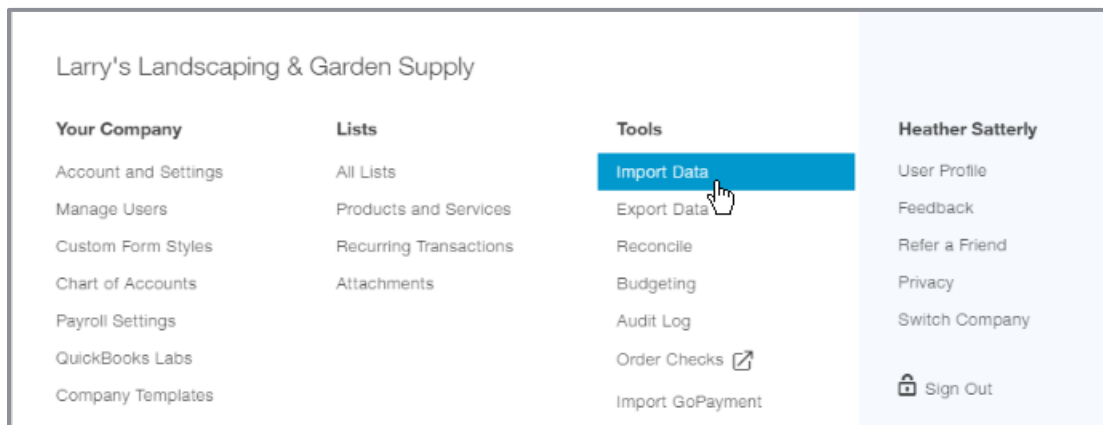 Larry's Landscaping & Garden Supply
Your Company
Account and Settings
Manage Users
Custom Form Styles
Chart of Accounts
Payroll Settings
QuickBooks Labs
Company Templates
Lists
All Lists
Products and Services
Recurring Transactions
Attachments
Tools
Import Data
Export Data
Reconcile
Budgeting
Audit Log
Order Checks
Import GoPayment
Heather Satterly
User Profile
Feedback
Refer a Friend
Privacy
Switch Company
Sign Out